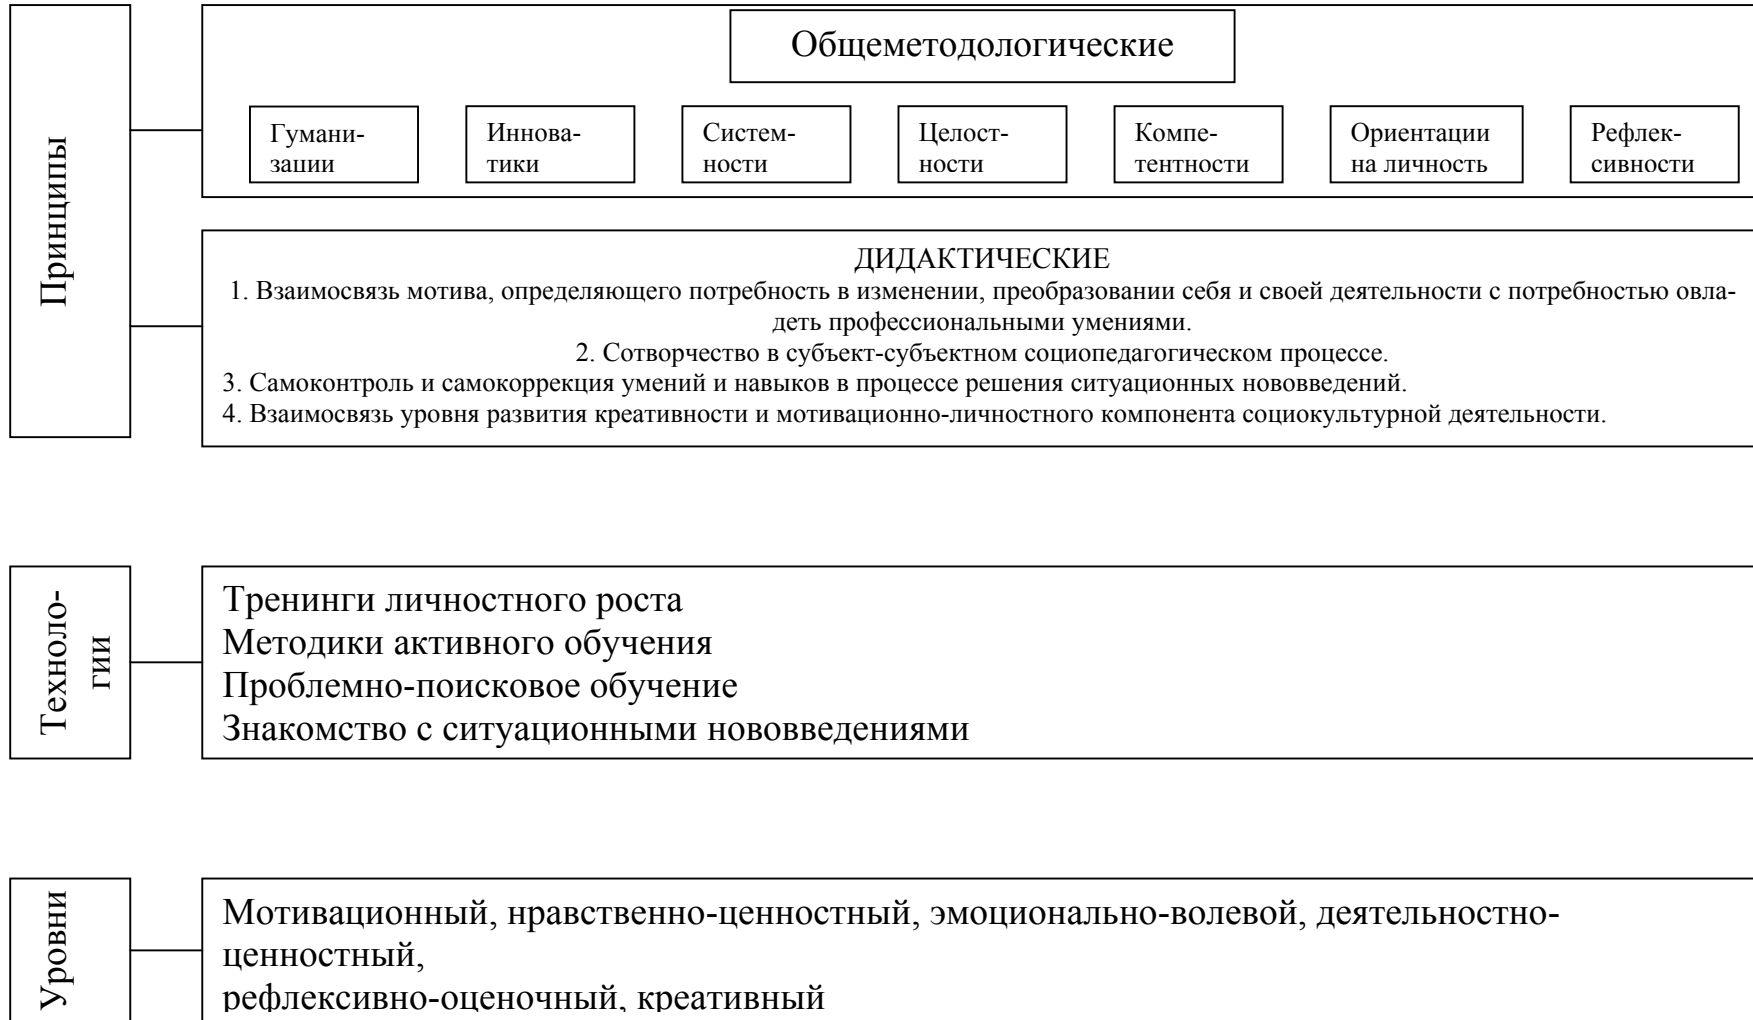 Принципы
Общеметодологические
Гумани-
зации
Иннова-
тики
Систем-
ности
Целост-
ности
Компе-
тентности
Ориентации
на личность
Рефлек-
сивности
ДИДАКТИЧЕСКИЕ
1. Взаимосвязь мотива, определяющего потребность в изменении, преобразовании себя и своей деятельности с потребностью овла-
деть профессиональными умениями.
2. Сотворчество в субъект-субъектном социопедагогическом процессе.
3. Самоконтроль и самокоррекция умений и навыков в процессе решения ситуационных нововведений.
4. Взаимосвязь уровня развития креативности и мотивационно-личностного компонента социокультурной деятельности.
Техноло-
гии
Тренинги личностного роста
Методики активного обучения
Проблемно-поисковое обучение
Знакомство с ситуационными нововведениями
Уровни
Мотивационный, нравственно-ценностный, эмоционально-волевой, деятельностно-
ценностный,
рефлексивно-оценочный, креативный